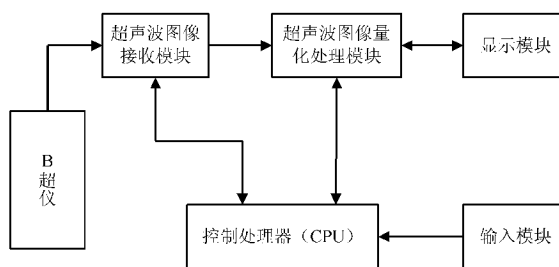 超声波图像
接收模块
超声波图像量
化处理模块
显示模块
B
超
仪
控制处理器（CPU）
输入模块